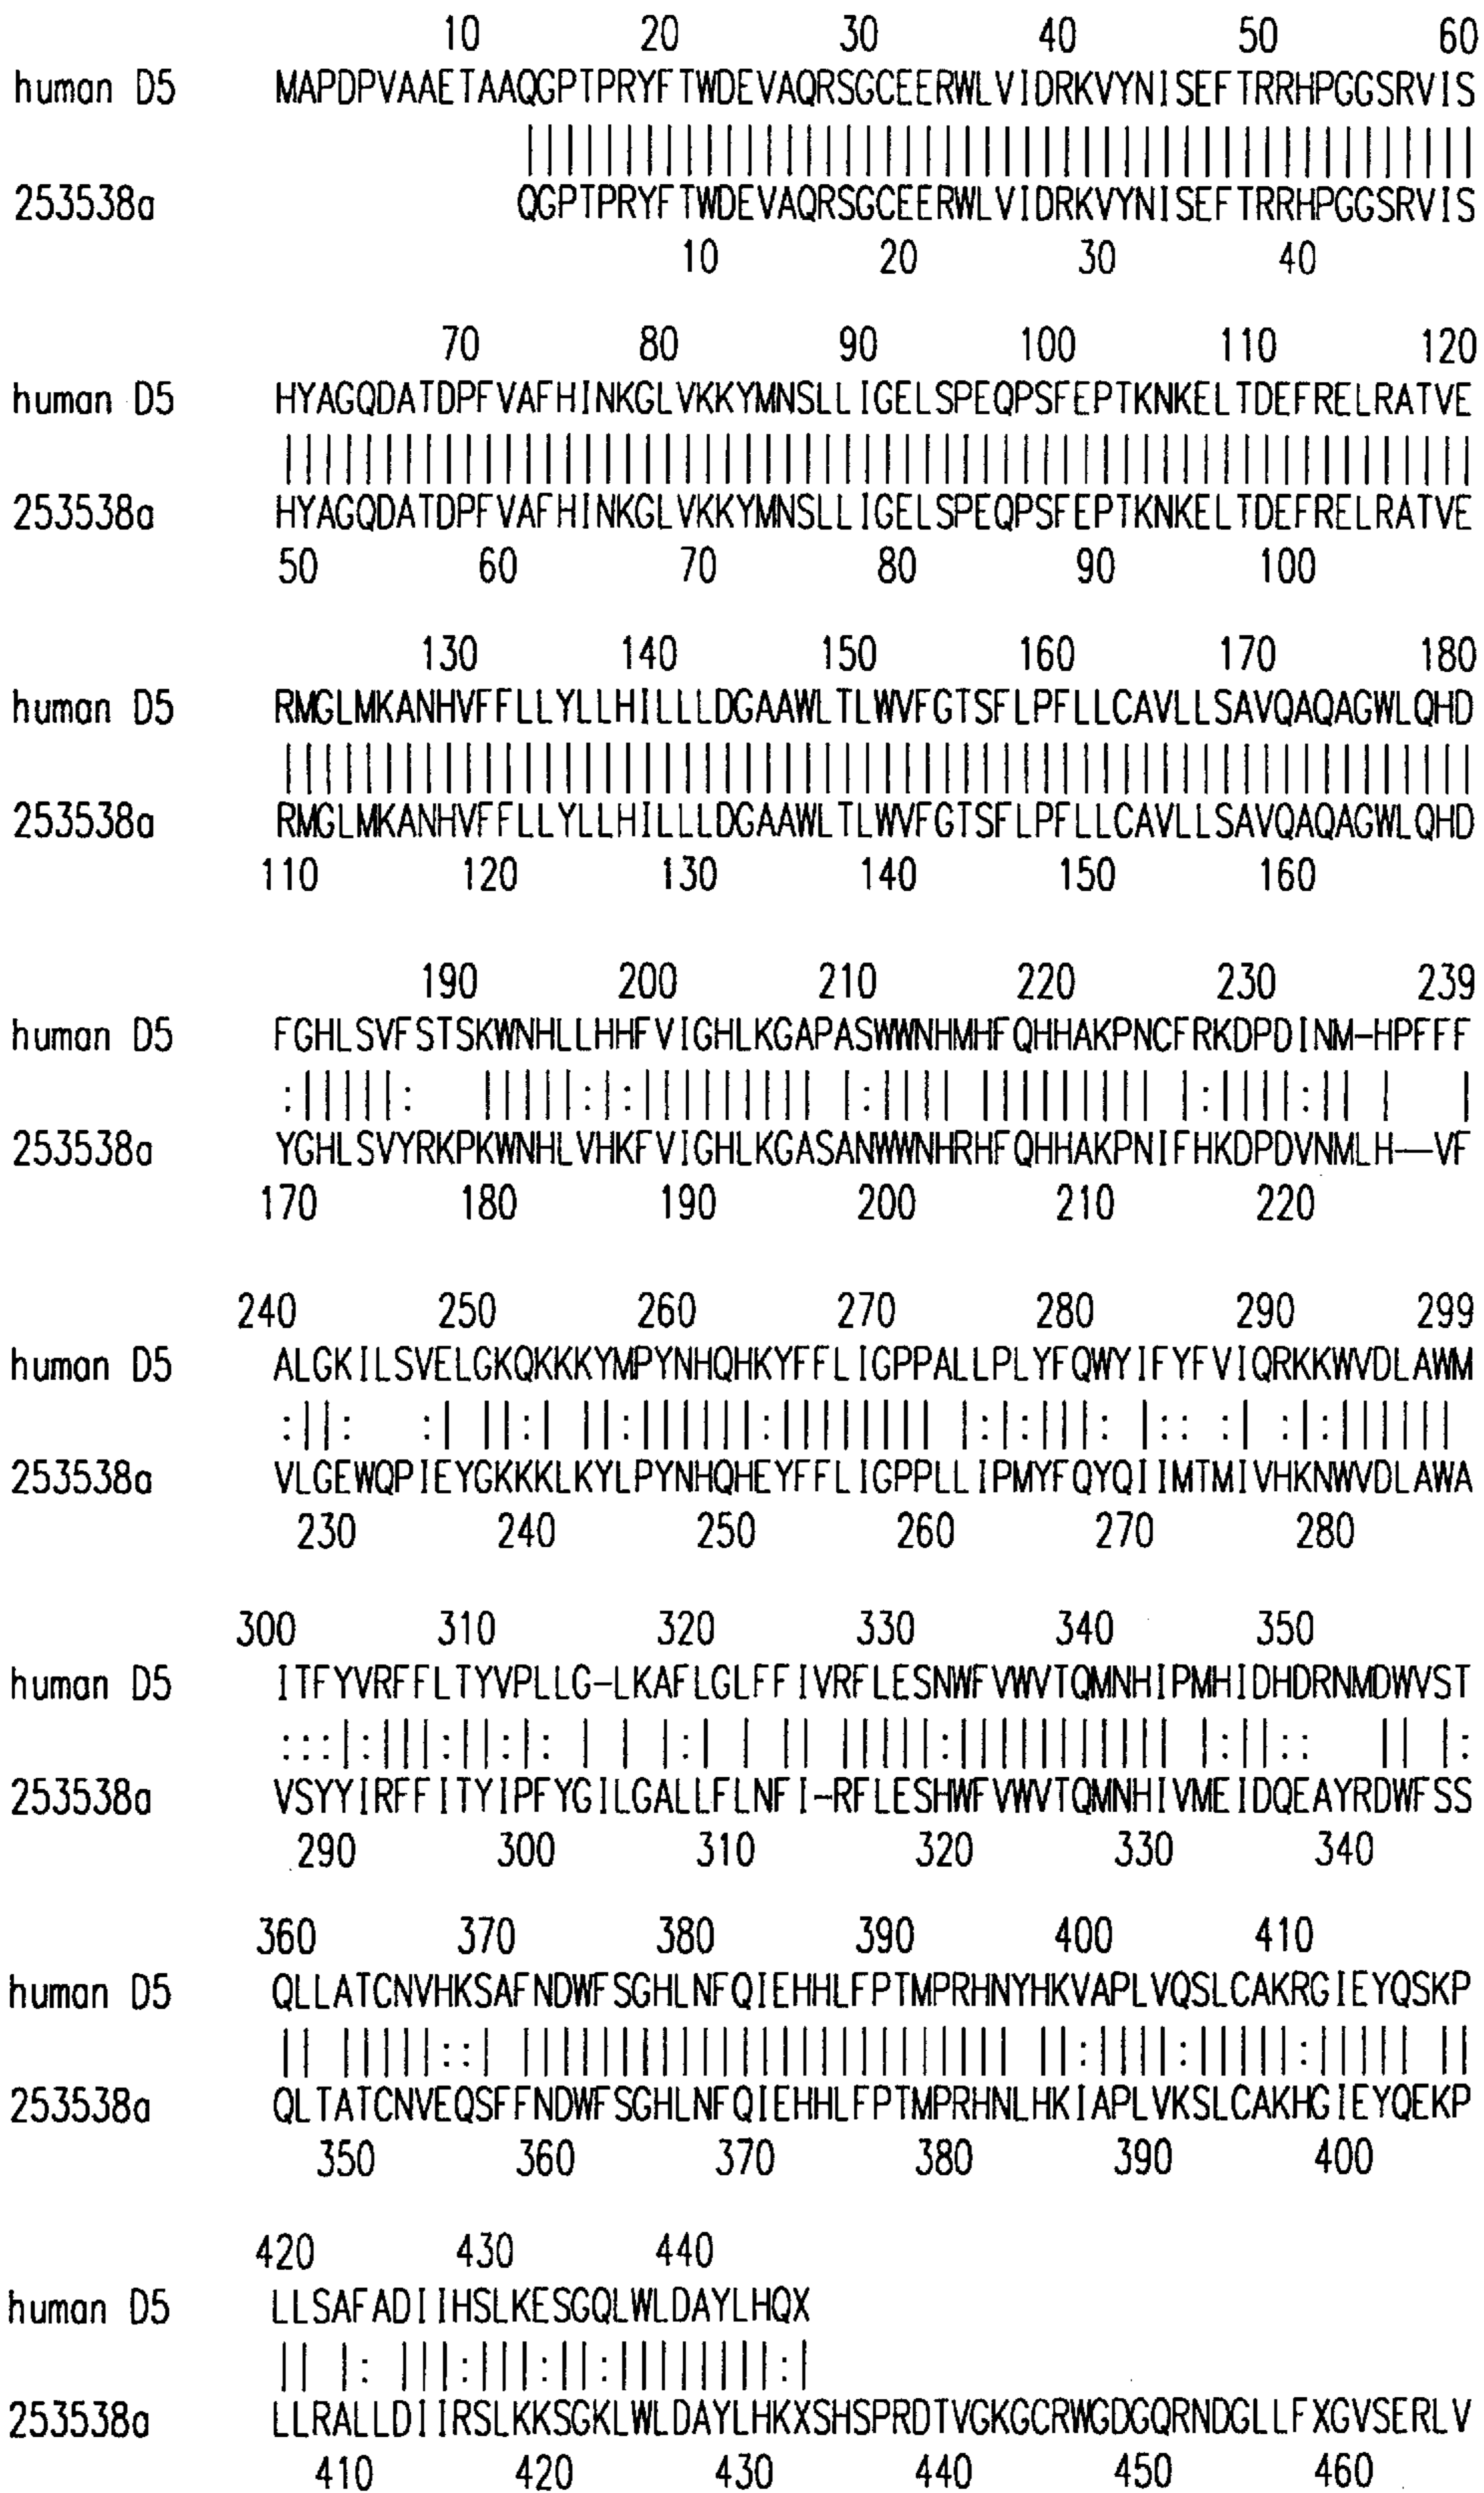 10 20 30 40 50 60
human D5 MAPDPVAAETAAQGPTPRYFTWDEVAQRSGCEERWLVIDRKVYNISEFTRRHPGGSRVIS
253538a QGPTPRYFTWDEVAQRSGCEERWLVIDRKVYNISEFTRRHPGGSRVIS
10 20 30 40
70 80 90 100 110 120
human D5 HYAGQDATDPFVAFHINKGLVKKYMNSLLIGELSPEQPSFEPTKNKELTDEFRELRATVE
253538a HYAGQDATDPFVAFHINKGLVKKYMNSLLIGELSPEQPSFEPTKNKELTDEFRELRATVE
50 60 70 80 90 100
130 140 150 160 170 180
human D5 RMGLMKANHVFFLLYLLHILLLDGAAWLTLWVFGTSFLPFLLCAVLLSAVQAQAGWLQHD
253538a RMGLMKANHVFFLLYLLHILLLDGAAWLTLWVFGTSFLPFLLCAVLLSAVQAQAGWLQHD
110 120 130 140 150 160
190 200 210 220 230 239
human D5 FGHLSVFSTSKWNHLLHHFVIGHLKGAPASWWNHMHFQHHAKPNCFRKDPDINM-HPFFF
253538a YGHLSVYRKPKWNHLVHKFVIGHLKGASANWWNHRHFQHHAKPNIFHKDPDVNMLH--VF
170 180 190 200 210 220
240 250 260 270 280 290 299
human D5 ALGKILSVELGKQKKKYMPYNHQHKYFFLIGPPALLPLYFQWYIFYFVIQRKKWVDLAWM
253538a VLGEWQPIEYGKKKLKYLPYNHQHEYFFLIGPPLLIPMYFQYQIIMTMIVHKNWVDLAWA
230 240 250 260 270 280
300 310 320 330 340 350
human D5 ITFYVRFFLTYVPLLG-LKAFLGLFFIVRFLESNWFVWVTQMNHIPMHIDHDRNMDWVST
253538a VSYYIRFFITYIPFYGILGALLFLNFI-RFLESHWFVWVTQMNHIVMEIDQEAYRDWFSS
290 300 310 320 330 340
360 370 380 390 400 410
human D5 QLLATCNVHKSAFNDWFSGHLNFQIEHHLFPTMPRHNYHKVAPLVQSLCAKRGIEYQSKP
253538a QLTATCNVEQSFFNDWFSGHLNFQIEHHLFPTMPRHNLHKIAPLVKSLCAKHGIEYQEKP
350 360 370 380 390 400
420 430 440
human D5 LLSAFADIIHSLKESGQLWLDAYLHQX
253538a LLRALLDIIRSLKKSGKLWLDAYLHKXSHSPRDTVGKGCRWGDGQRNDGLLFXGVSERLV
410 420 430 440 450 460